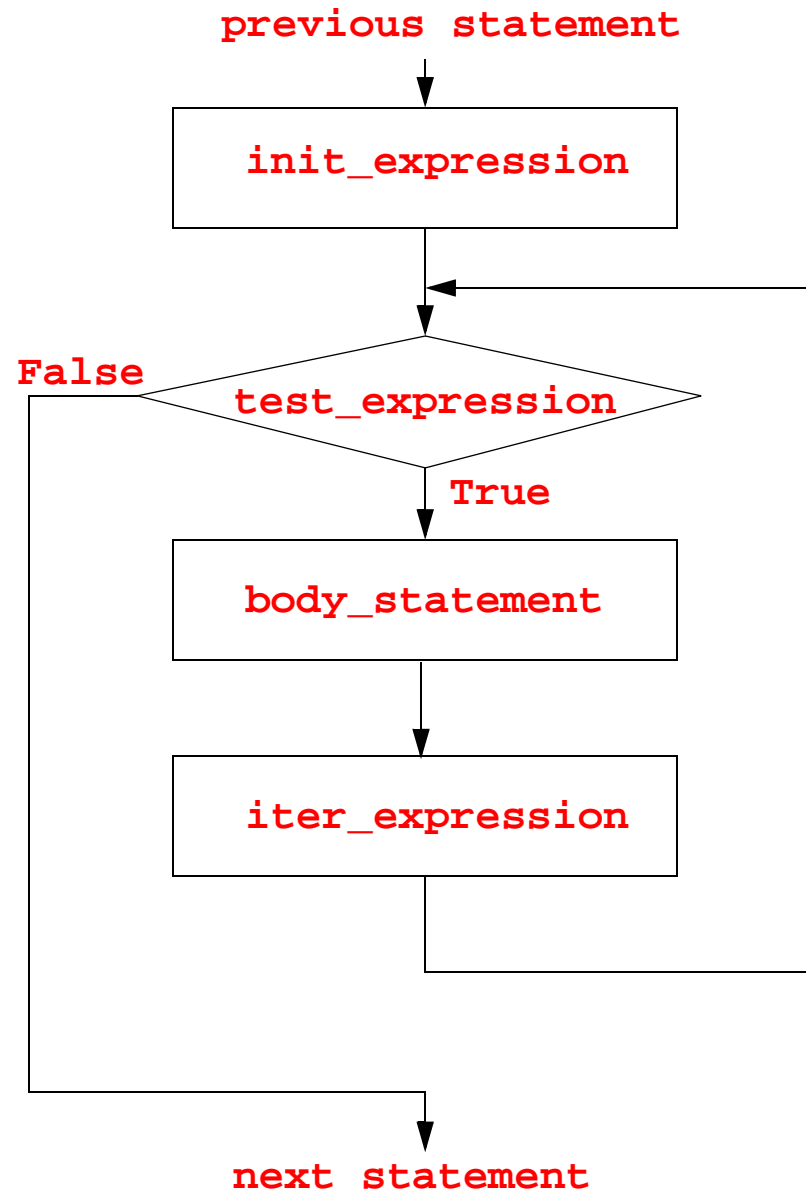 previous statement
init_expression
False
test_expression
True
body_statement
iter_expression
next statement